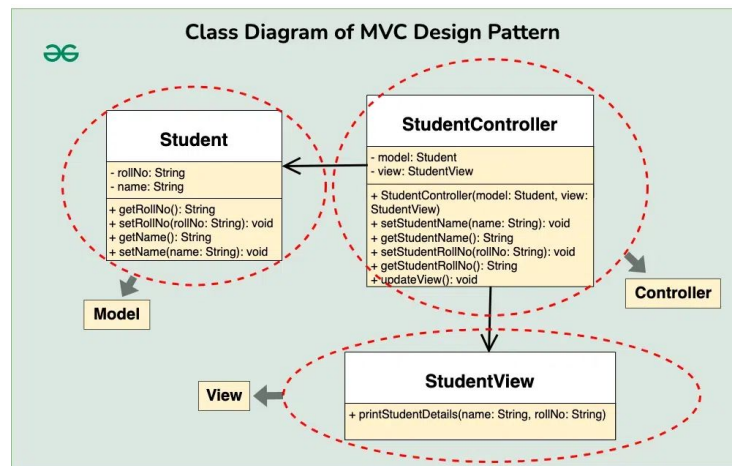 Class Diagram of MVC Design Pattern
Student
- rollNo: String
- name: String
+ getRollNo(): String
+ setRollNo(rollNo: String): void
+ getName(): String
+ setName(name: String): void
Model
StudentController
- model: Student
- view: StudentView
+ StudentController(model: Student, view:
StudentView)
+ setStudentName(name: String): void
+ getStudentName(): String
+ setStudentRollNo(rollNo: String): void
+ getStudentRollNo(): String
+ updateView(): void
Controller
StudentView
+ printStudentDetails(name: String, rollNo: String)
View